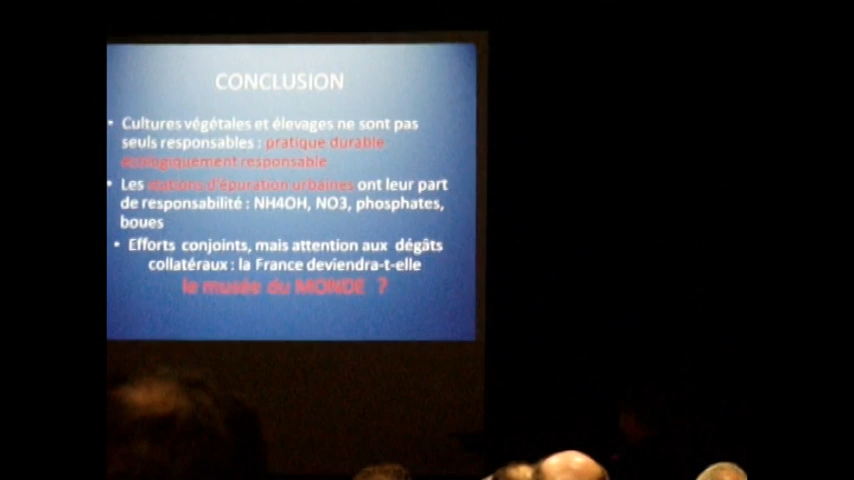 CONCLUSION
• Cultures végétales et élevages ne sont pas
seuls responsables : pratique durable
écologiquement responsable
• Les stations d'épuration urbaines ont leur part
de responsabilité : NH4OH, NO3, phosphates,
boues
• Efforts conjoints, mais attention aux dégâts
collatéraux : la France deviendra-t-elle
le musée du MONDE ?